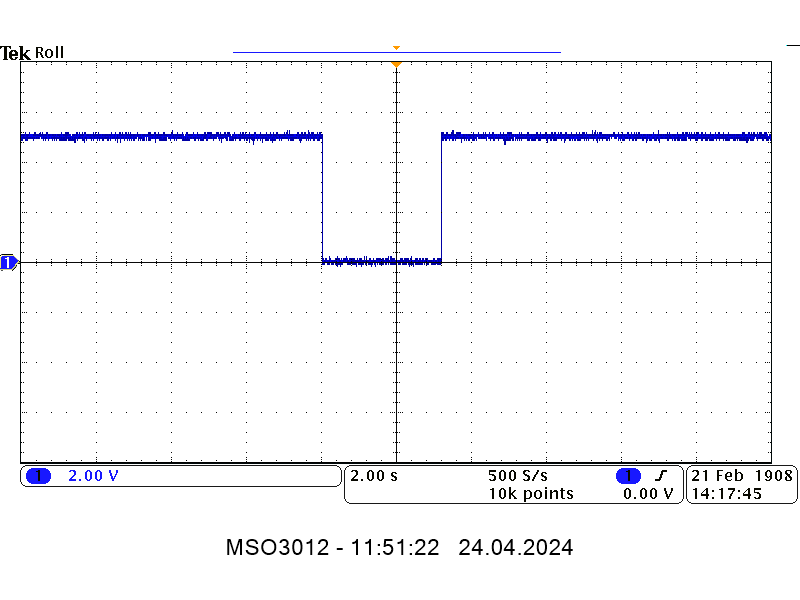 Tek Roll
1
1 2.00 V
2.00 s 500 S/s 1 0.00 V
10k points
21 Feb 1908
14:17:45
MSO3012 - 11:51:22 24.04.2024